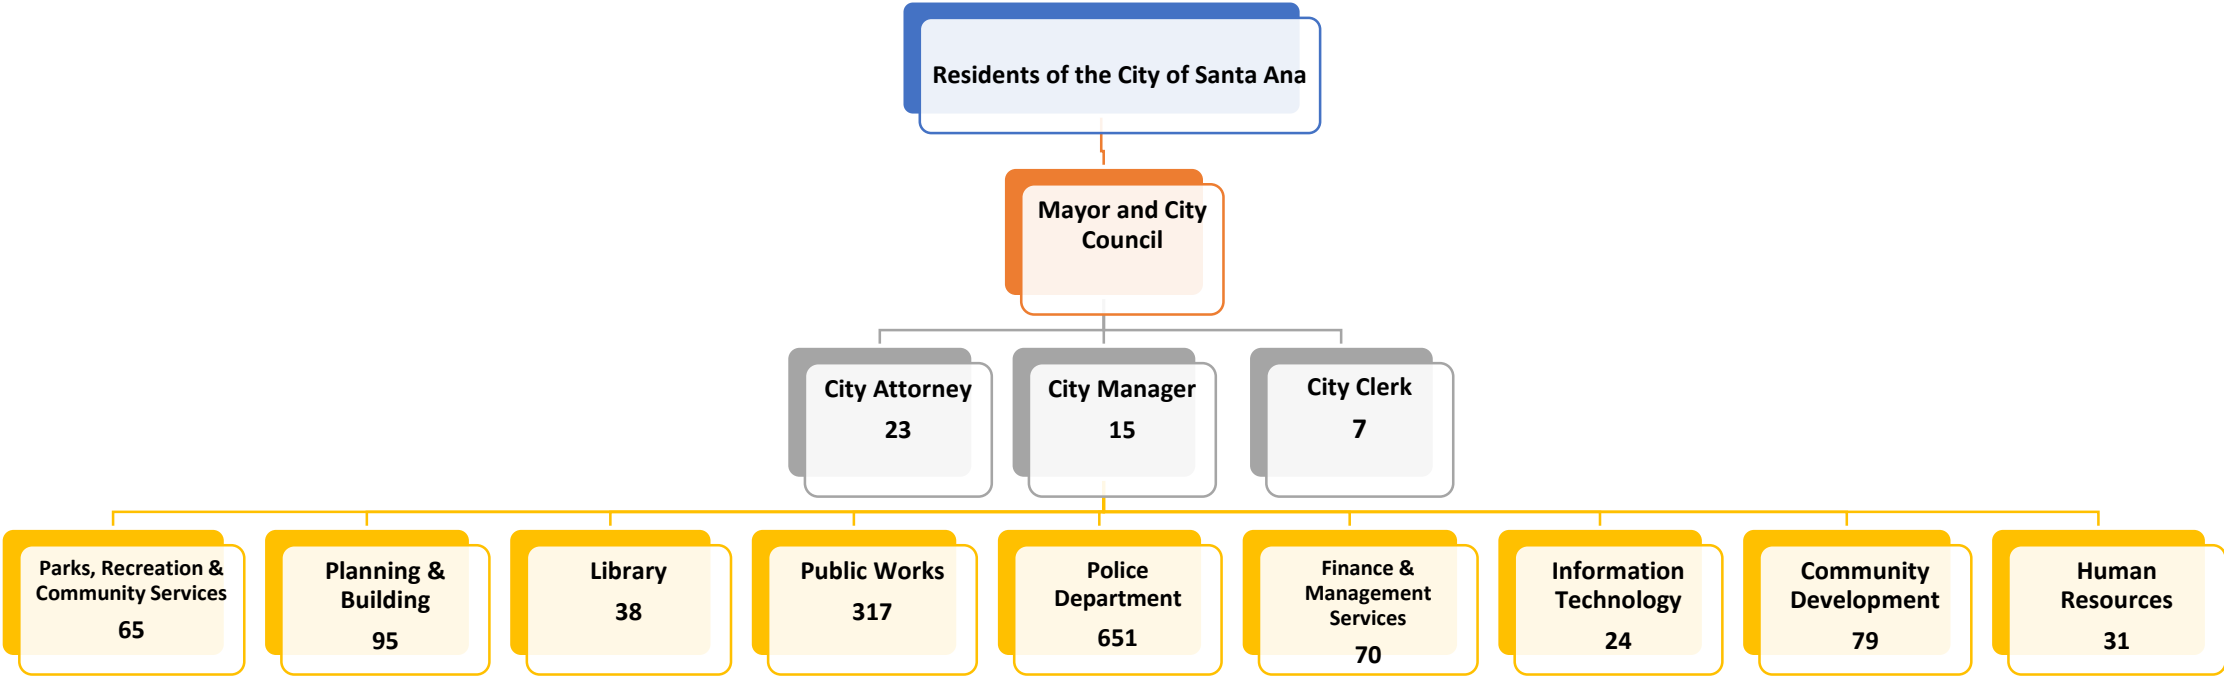 Residents of the City of Santa Ana
Mayor and City
Council
City Attorney
23
City Manager
15
City Clerk
7
Parks, Recreation &
Community Services
65
Planning &
Building
95
Library
38
Public Works
317
Police
Department
651
Finance &
Management
Services
70
Information
Technology
24
Community
Development
79
Human
Resources
31